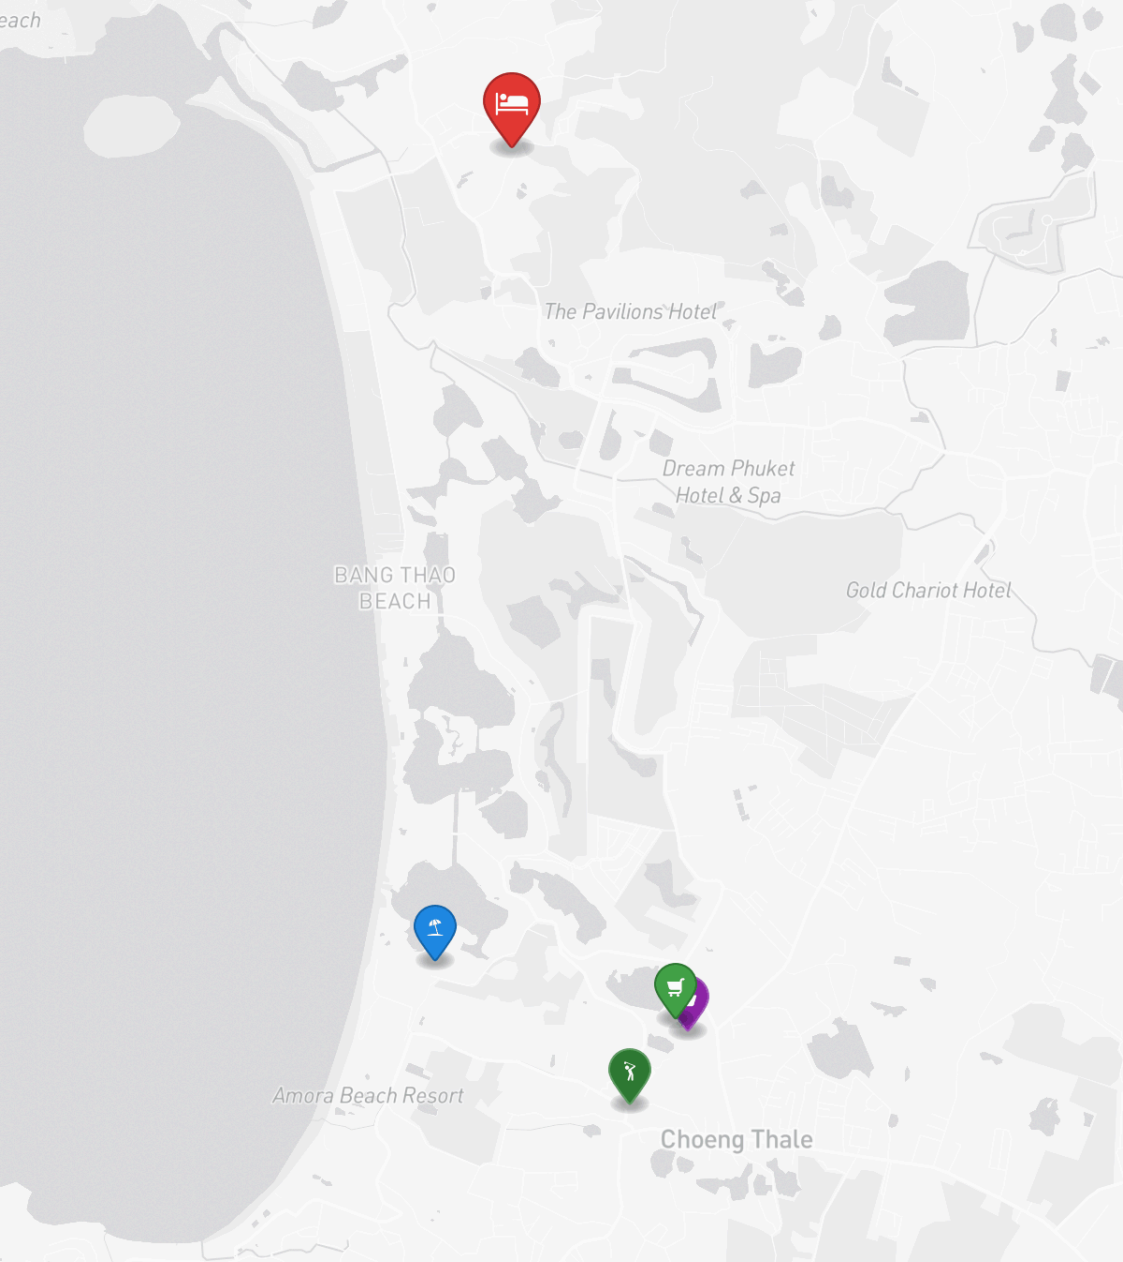 each
The Pavilions Hotel
Dream Phuket
Hotel & Spa
BANG THAO
BEACH
Gold Chariot Hotel
Amora Beach Resort
Choeng Thale